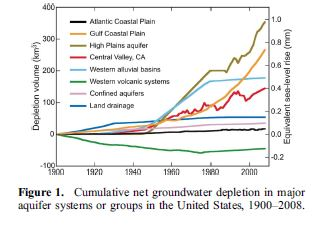 400
300
200
100
0
-100
Depletion volume (km³)
Atlantic Coastal Plain
Gulf Coastal Plain
High Plains aquifer
Central Valley, CA
Western alluvial basins
Western volcanic systems
Confined aquifers
Land drainage
1.0
0.8
0.6
0.4
0.2
0.0
-0.2
Equivalent sea-level rise (mm)
1900 1920 1940 1960 1980 2000
Figure 1. Cumulative net groundwater depletion in major
aquifer systems or groups in the United States, 1900–2008.